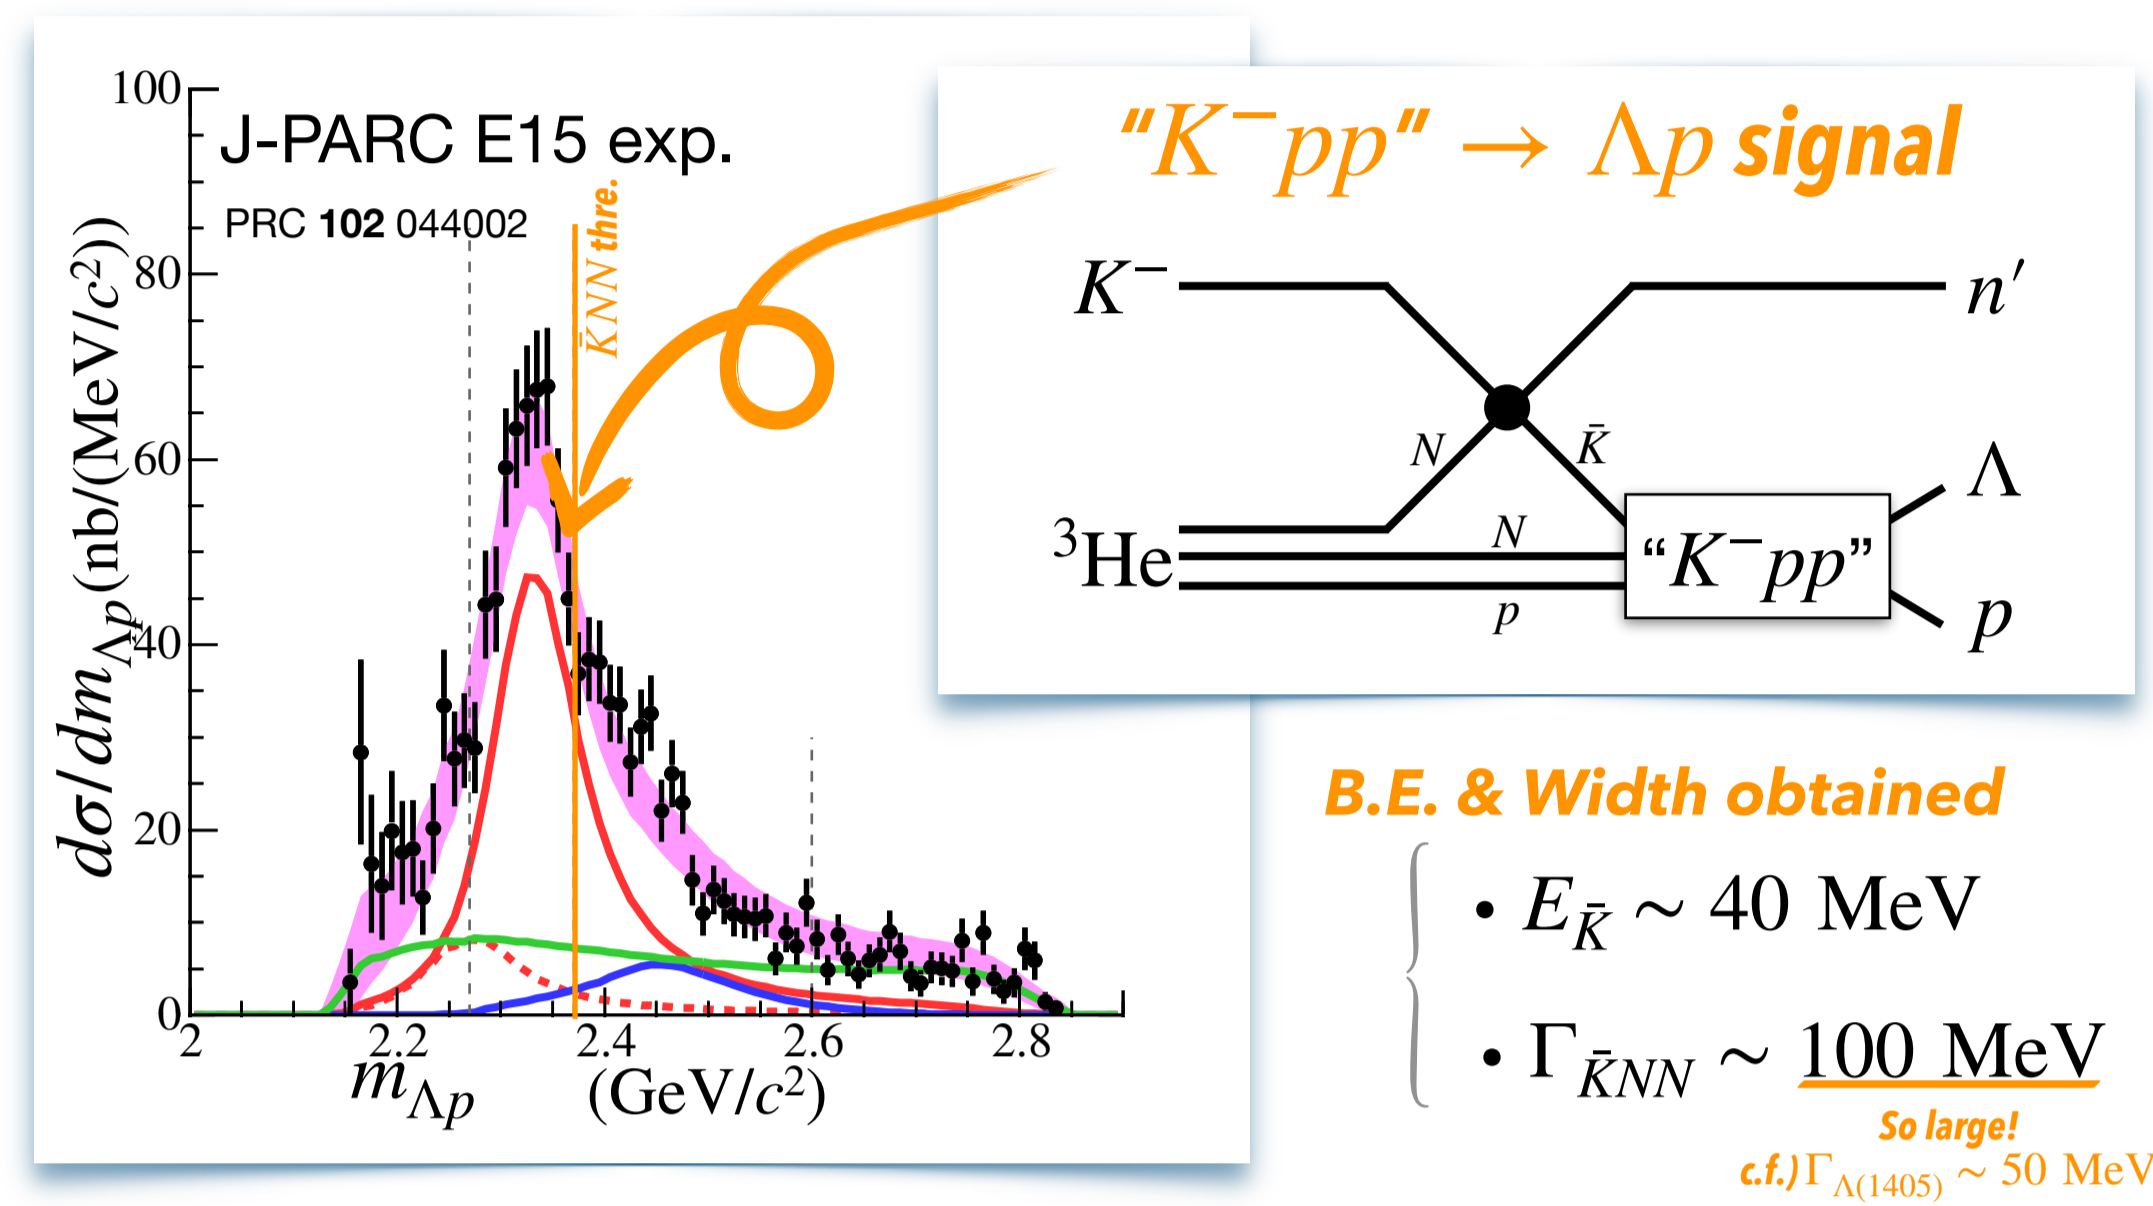 100
J-PARC E15 exp.
PRC 102 044002
K̄NN thre.
dσ/dm_Λp (nb/(MeV/c²))
80
60
40
20
0
2
2.2
2.4
2.6
2.8
m_Λp (GeV/c²)
"K⁻pp" → Λp signal
K⁻
n′
N
K̄
Λ
³He
N
"K⁻pp"
p
p
B.E. & Width obtained
• E_K̄ ~ 40 MeV
• Γ_K̄NN ~ 100 MeV
So large!
c.f.) Γ_Λ(1405) ~ 50 MeV